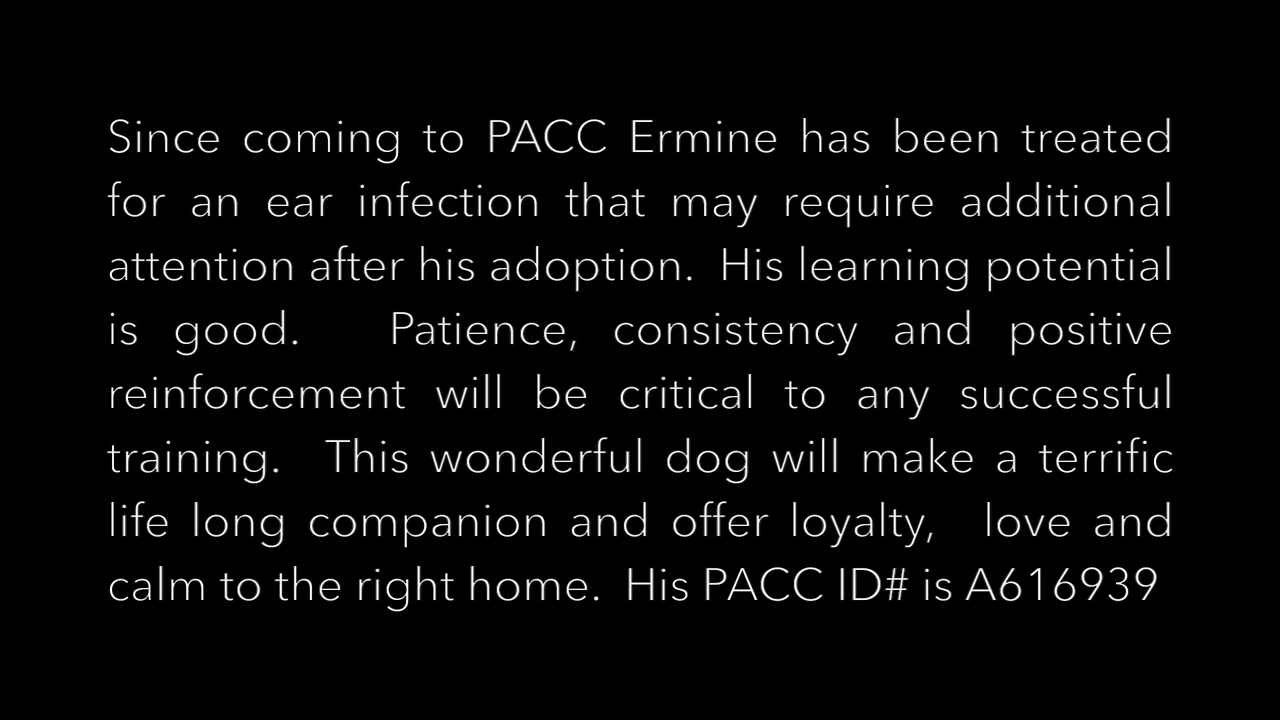 Since coming to PACC Ermine has been treated
for an ear infection that may require additional
attention after his adoption.  His learning potential
is good.   Patience, consistency and positive
reinforcement will be critical to any successful
training.  This wonderful dog will make a terrific
life long companion and offer loyalty,  love and
calm to the right home.  His PACC ID# is A616939